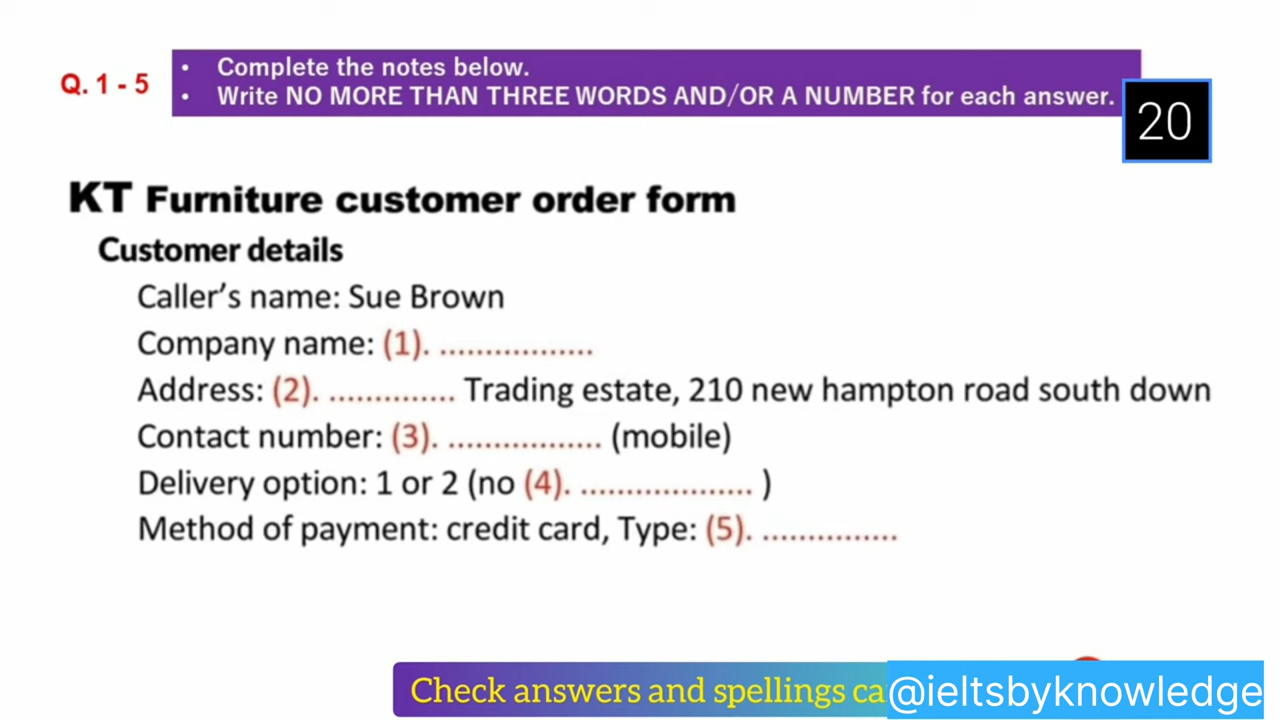 Q. 1 - 5
• Complete the notes below.
• Write NO MORE THAN THREE WORDS AND/OR A NUMBER for each answer.
20
KT Furniture customer order form
Customer details
Caller's name: Sue Brown
Company name: (1). .................
Address: (2). .............. Trading estate, 210 new hampton road south down
Contact number: (3). ................. (mobile)
Delivery option: 1 or 2 (no (4). ................... )
Method of payment: credit card, Type: (5). ...............
Check answers and spellings
@ieltsbyknowledge